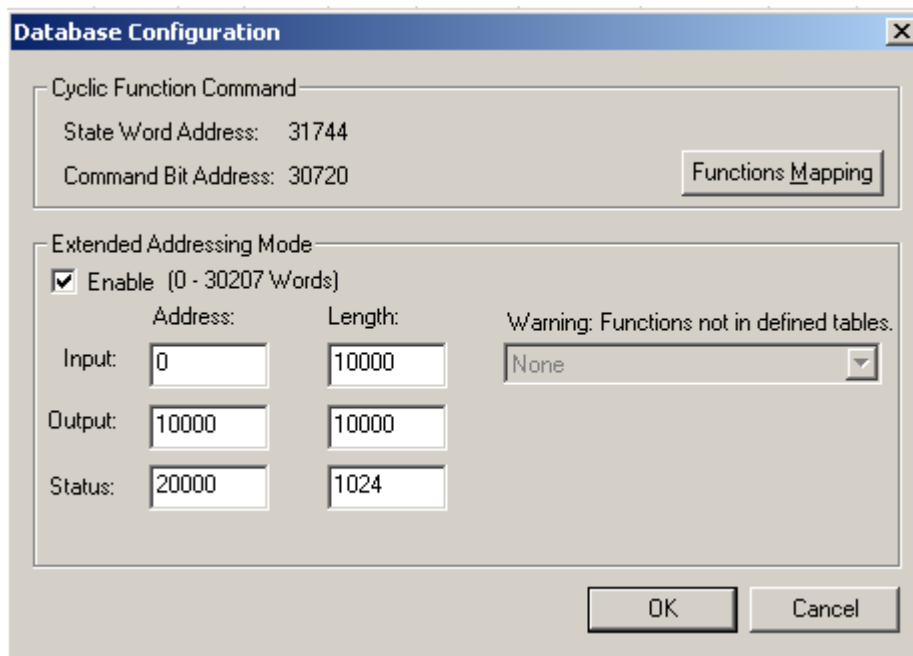 Database Configuration
Cyclic Function Command
State Word Address: 31744
Command Bit Address: 30720
Functions Mapping
Extended Addressing Mode
Enable (0 - 30207 Words)
Address: Length:
Warning: Functions not in defined tables.
Input: 0 10000 None
Output: 10000 10000
Status: 20000 1024
OK Cancel